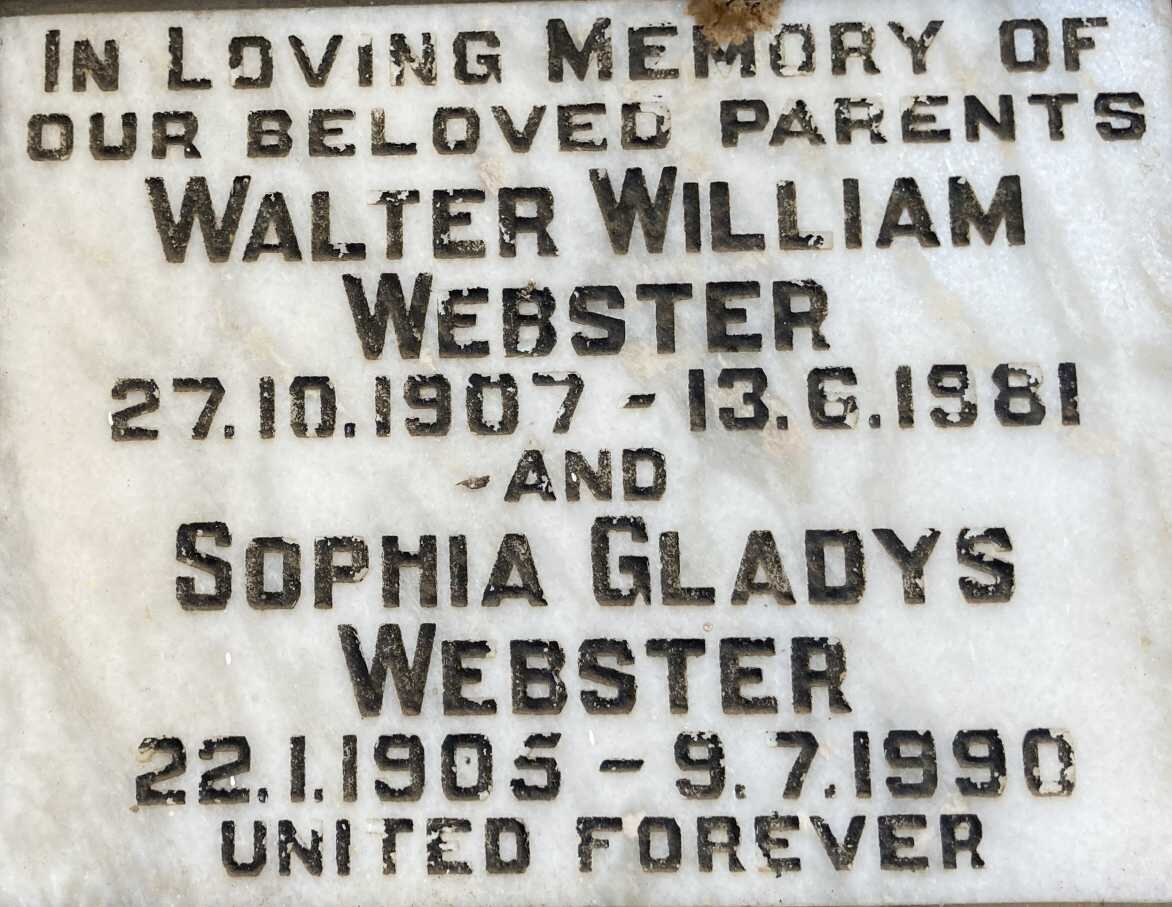 IN LOVING MEMORY OF
OUR BELOVED PARENTS
WALTER WILLIAM
WEBSTER
27.10.1907 - 13.6.1981
- AND
SOPHIA GLADYS
WEBSTER
22.1.1905 - 9.7.1990
UNITED FOREVER